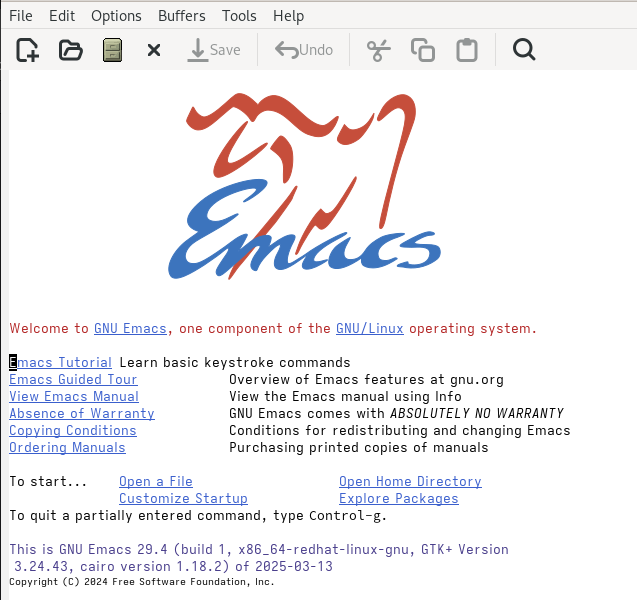 File Edit Options Buffers Tools Help
Save Undo
Emacs
Welcome to GNU Emacs, one component of the GNU/Linux operating system.
Emacs Tutorial Learn basic keystroke commands
Emacs Guided Tour Overview of Emacs features at gnu.org
View Emacs Manual View the Emacs manual using Info
Absence of Warranty GNU Emacs comes with ABSOLUTELY NO WARRANTY
Copying Conditions Conditions for redistributing and changing Emacs
Ordering Manuals Purchasing printed copies of manuals
To start... Open a File Open Home Directory
Customize Startup Explore Packages
To quit a partially entered command, type Control-g.
This is GNU Emacs 29.4 (build 1, x86_64-redhat-linux-gnu, GTK+ Version
3.24.43, cairo version 1.18.2) of 2025-03-13
Copyright (C) 2024 Free Software Foundation, Inc.